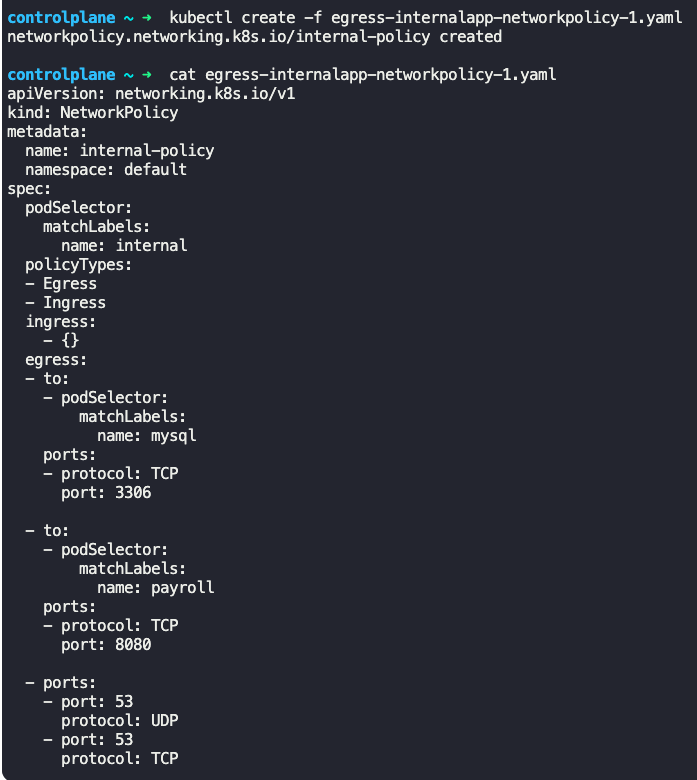 controlplane ~ ➜  kubectl create -f egress-internalapp-networkpolicy-1.yaml
networkpolicy.networking.k8s.io/internal-policy created

controlplane ~ ➜  cat egress-internalapp-networkpolicy-1.yaml
apiVersion: networking.k8s.io/v1
kind: NetworkPolicy
metadata:
  name: internal-policy
  namespace: default
spec:
  podSelector:
    matchLabels:
      name: internal
  policyTypes:
  - Egress
  - Ingress
  ingress:
    - {}
  egress:
  - to:
    - podSelector:
        matchLabels:
          name: mysql
    ports:
    - protocol: TCP
      port: 3306

  - to:
    - podSelector:
        matchLabels:
          name: payroll
    ports:
    - protocol: TCP
      port: 8080

  - ports:
    - port: 53
      protocol: UDP
    - port: 53
      protocol: TCP